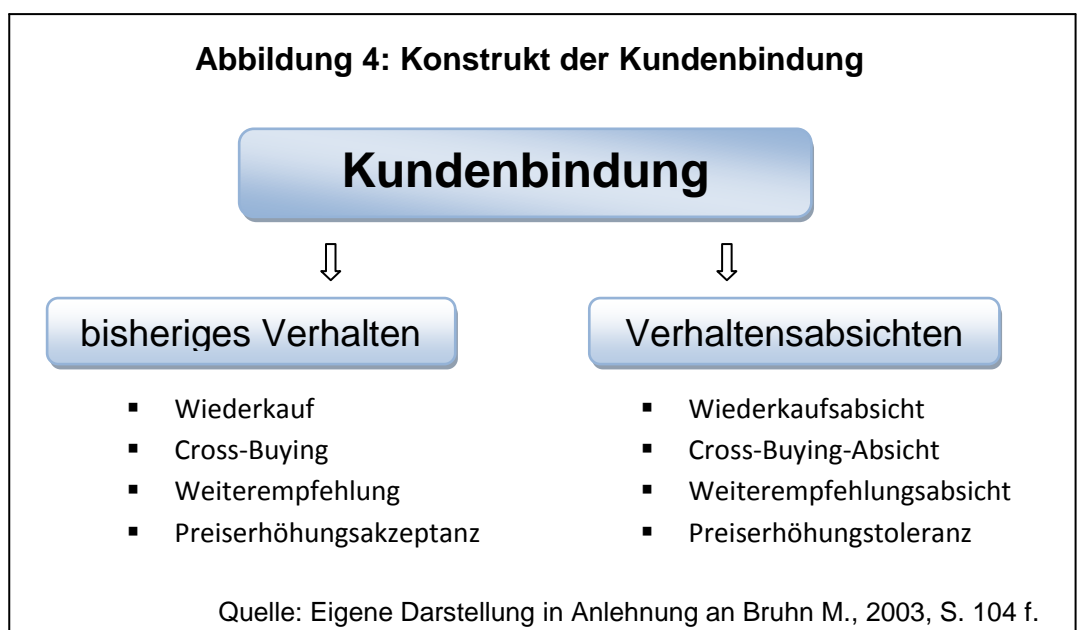 Abbildung 4: Konstrukt der Kundenbindung
Kundenbindung
bisheriges Verhalten
▪ Wiederkauf
▪ Cross-Buying
▪ Weiterempfehlung
▪ Preiserhöhungsakzeptanz
Verhaltensabsichten
▪ Wiederkaufsabsicht
▪ Cross-Buying-Absicht
▪ Weiterempfehlungsabsicht
▪ Preiserhöhungstoleranz
Quelle: Eigene Darstellung in Anlehnung an Bruhn M., 2003, S. 104 f.